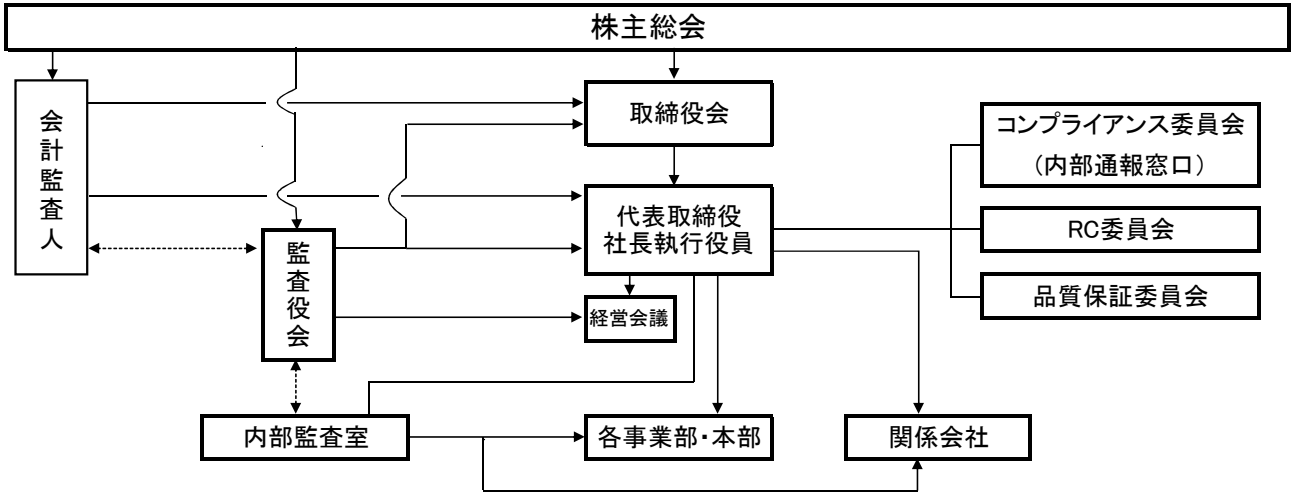 株主総会
会計監査人
取締役会
コンプライアンス委員会
（内部通報窓口）
代表取締役
社長執行役員
RC委員会
監査役会
経営会議
品質保証委員会
内部監査室
各事業部・本部
関係会社